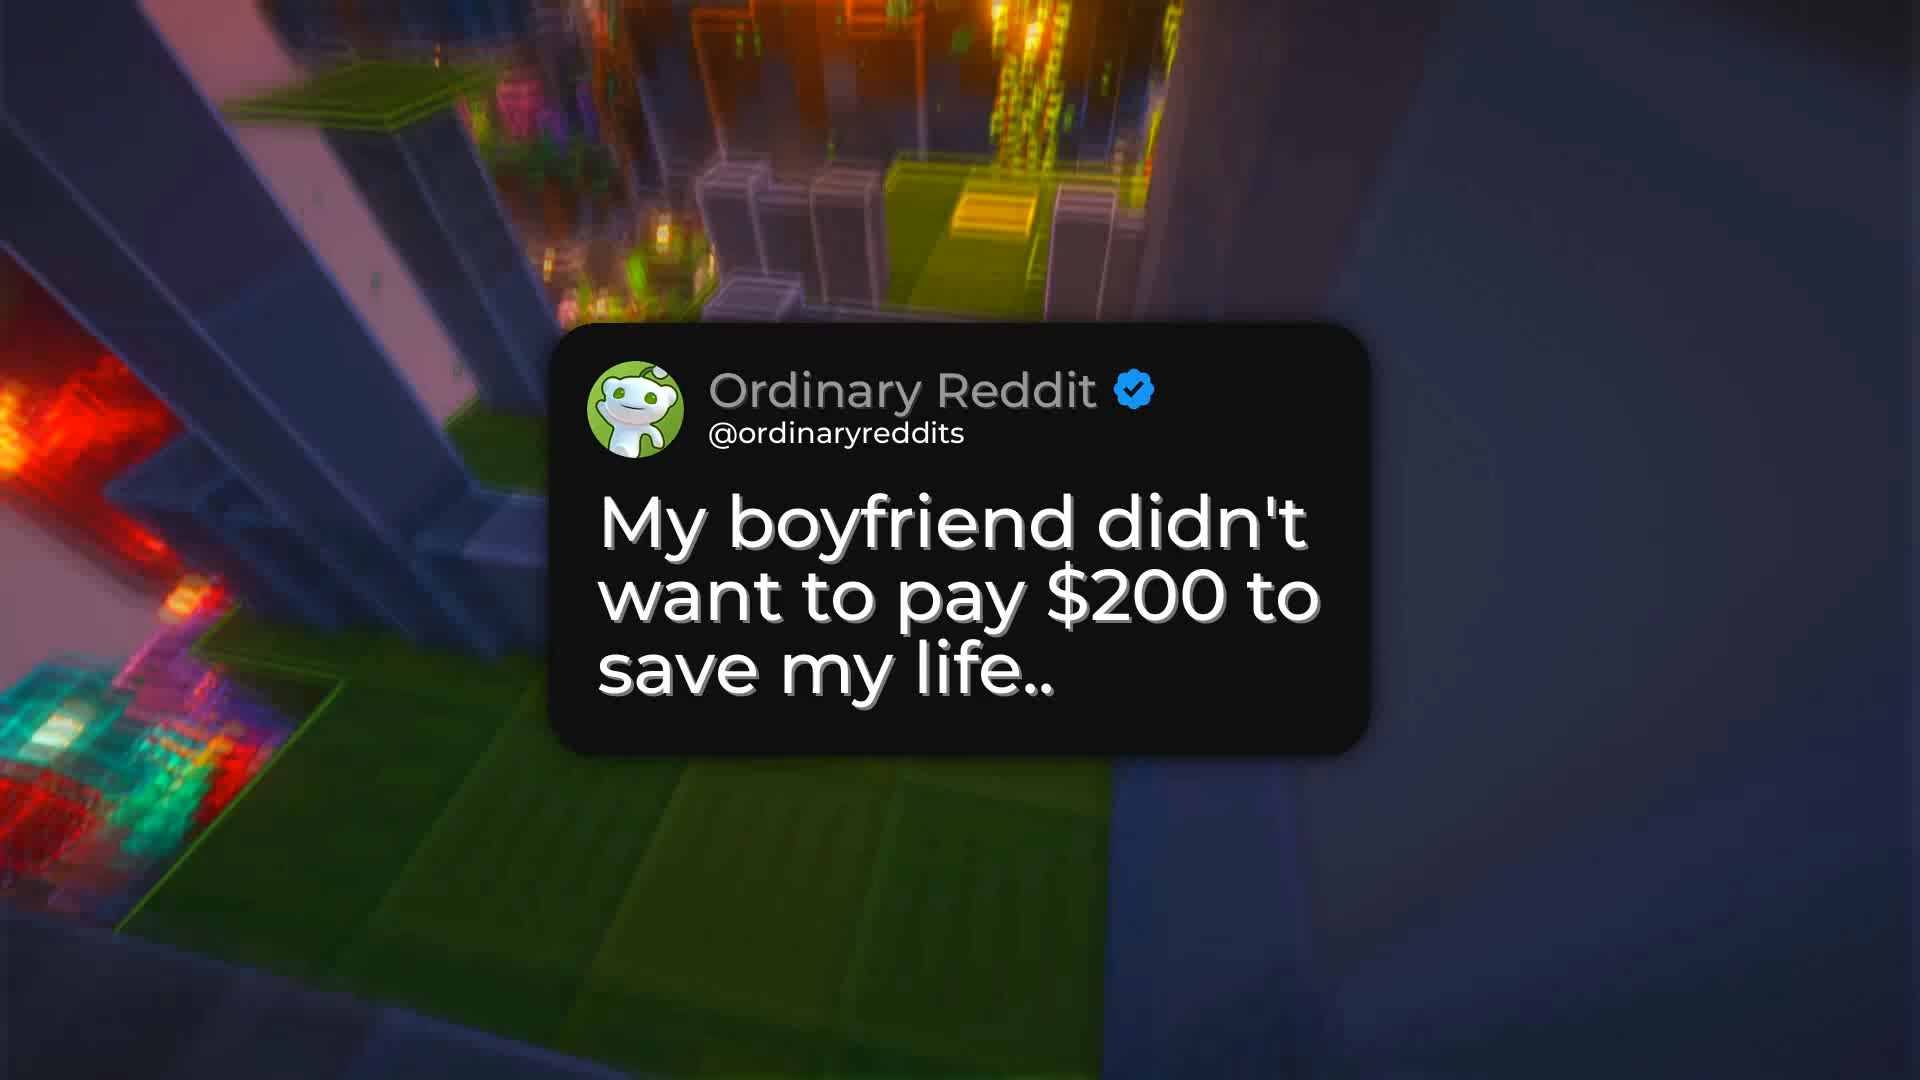 Ordinary Reddit
@ordinaryreddits
My boyfriend didn't
want to pay $200 to
save my life..